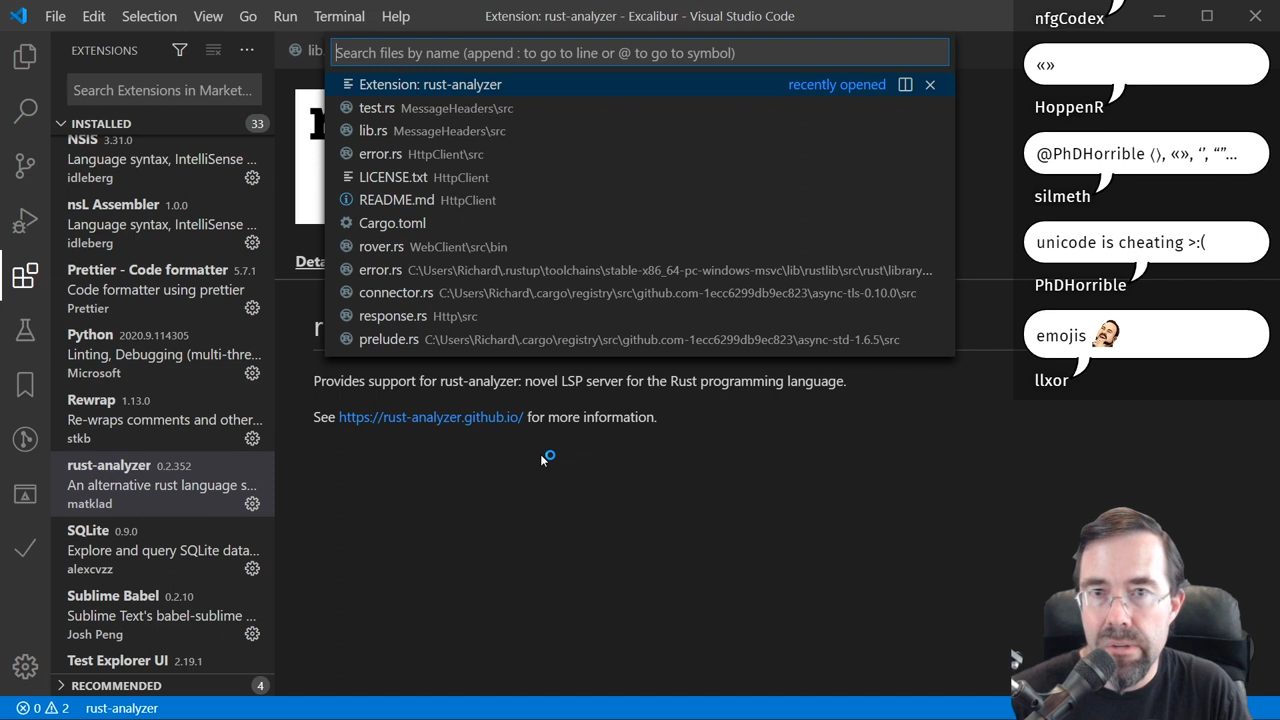 File Edit Selection View Go Run Terminal Help
Extension: rust-analyzer - Excalibur - Visual Studio Code
EXTENSIONS
Search Extensions in Market...
INSTALLED 33
NSIS 3.31.0
Language syntax, IntelliSense ...
idleberg
nsL Assembler 1.0.0
Language syntax, IntelliSense ...
idleberg
Prettier - Code formatter 5.7.1
Code formatter using prettier
Prettier
Python 2020.9.114305
Linting, Debugging (multi-thre...
Microsoft
Rewrap 1.13.0
Re-wraps comments and other...
stkb
rust-analyzer 0.2.352
An alternative rust language s...
matklad
SQLite 0.9.0
Explore and query SQLite data...
alexcvzz
Sublime Babel 0.2.10
Sublime Text's babel-sublime ...
Josh Peng
Test Explorer UI 2.19.1
RECOMMENDED 4
0 2 rust-analyzer
lib
Search files by name (append : to go to line or @ to go to symbol)
Extension: rust-analyzer recently opened
test.rs MessageHeaders\src
lib.rs MessageHeaders\src
error.rs HttpClient\src
LICENSE.txt HttpClient
README.md HttpClient
Cargo.toml
rover.rs WebClient\src\bin
error.rs C:\Users\Richard\.rustup\toolchains\stable-x86_64-pc-windows-msvc\lib\rustlib\src\rust\library...
connector.rs C:\Users\Richard\.cargo\registry\src\github.com-1ecc6299db9ec823\async-tls-0.10.0\src
response.rs Http\src
prelude.rs C:\Users\Richard\.cargo\registry\src\github.com-1ecc6299db9ec823\async-std-1.6.5\src
Deta
r
Provides support for rust-analyzer: novel LSP server for the Rust programming language.
See https://rust-analyzer.github.io/ for more information.
nfgCodex
«»
HoppenR
@PhDHorrible ⟨⟩, «», ‘’, “”...
silmeth
unicode is cheating >:(
PhDHorrible
emojis
llxor